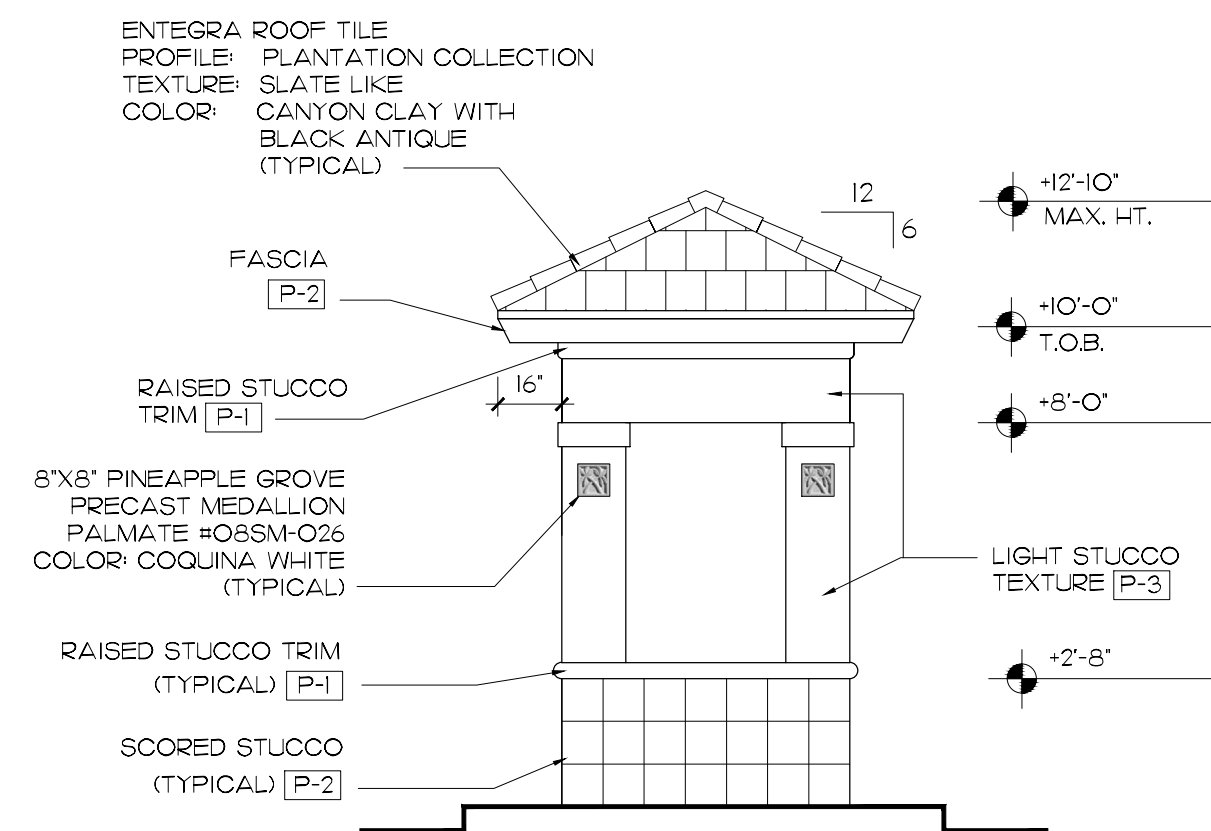 ENTEGRA ROOF TILE
PROFILE: PLANTATION COLLECTION
TEXTURE: SLATE LIKE
COLOR: CANYON CLAY WITH
BLACK ANTIQUE
(TYPICAL)
12
6
+12'-10"
MAX. HT.
FASCIA
P-2
+10'-0"
T.O.B.
16"
RAISED STUCCO
TRIM P-1
+8'-0"
8"X8" PINEAPPLE GROVE
PRECAST MEDALLION
PALMATE #08SM-026
COLOR: COQUINA WHITE
(TYPICAL)
LIGHT STUCCO
TEXTURE P-3
RAISED STUCCO TRIM
(TYPICAL) P-1
+2'-8"
SCORED STUCCO
(TYPICAL) P-2